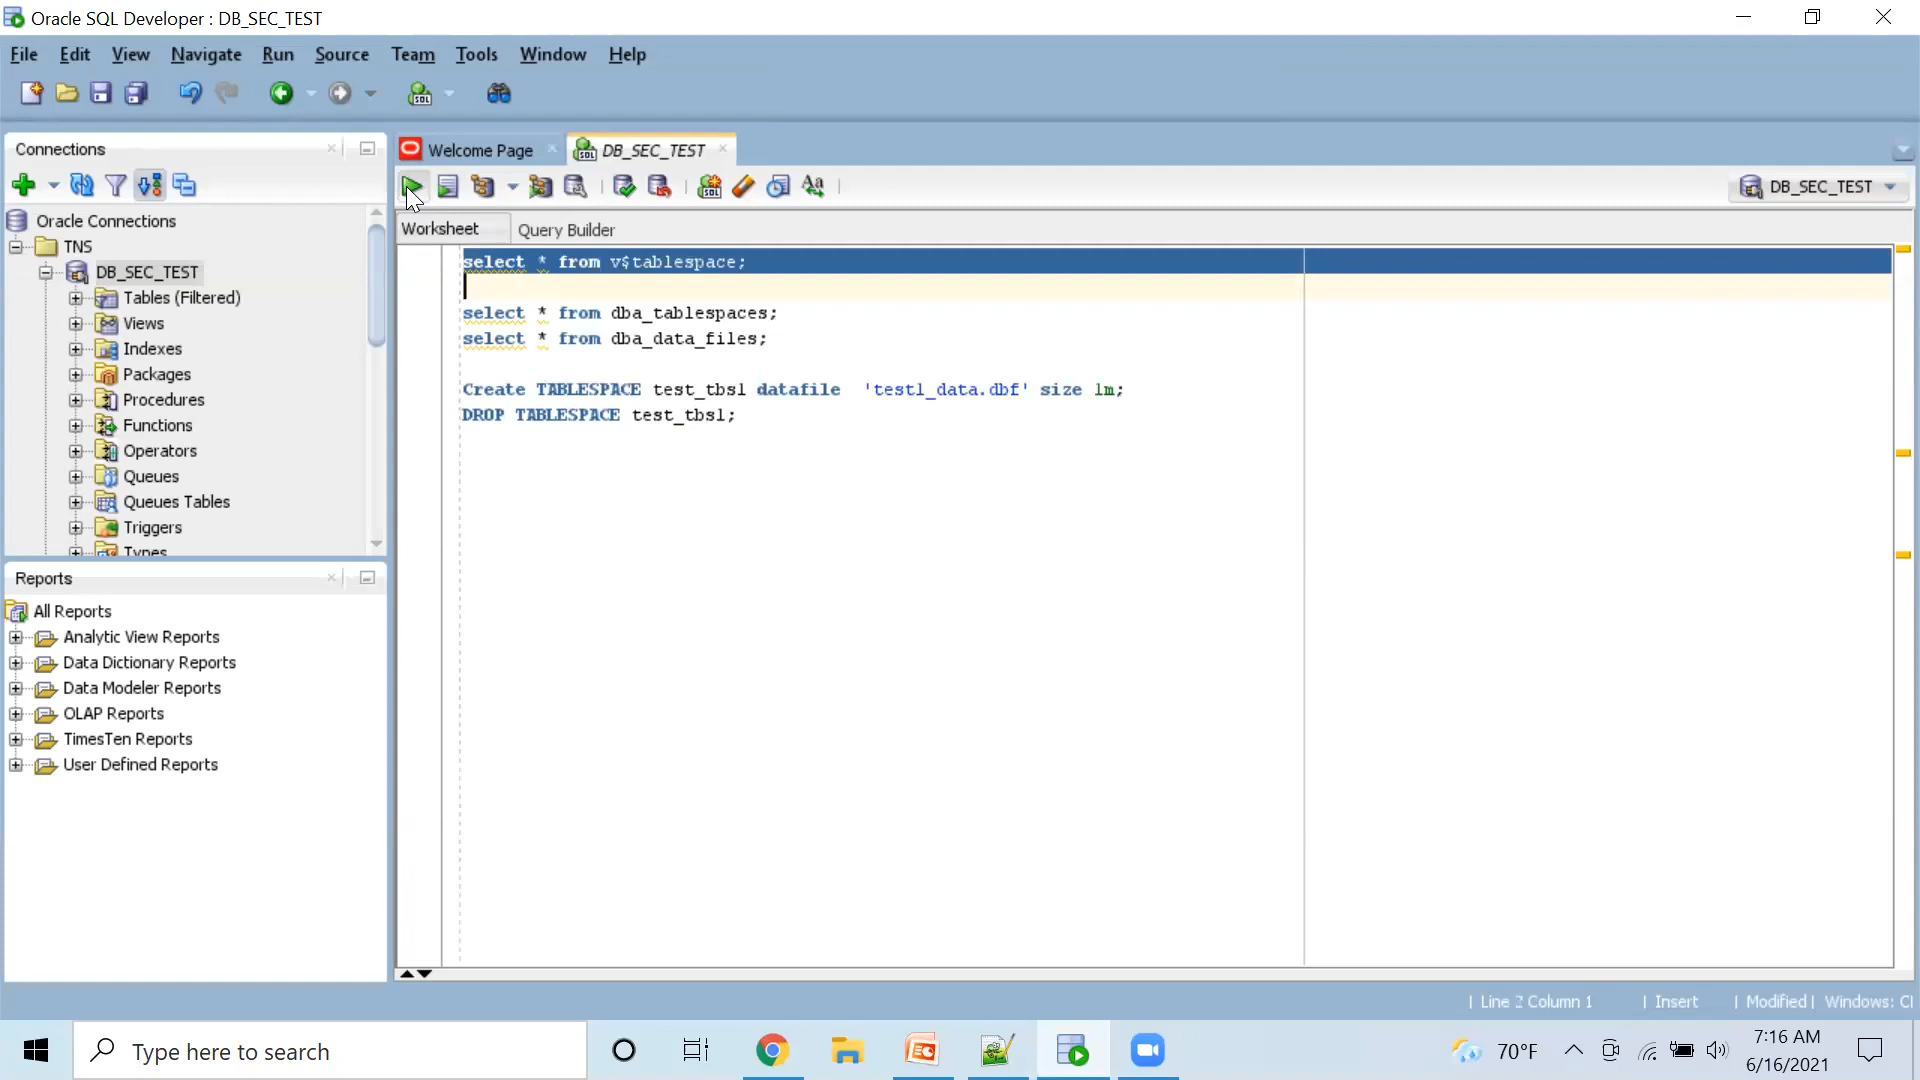 Oracle SQL Developer : DB_SEC_TEST
File Edit View Navigate Run Source Team Tools Window Help
Connections
Welcome Page
DB_SEC_TEST
DB_SEC_TEST
Oracle Connections
TNS
DB_SEC_TEST
Tables (Filtered)
Views
Indexes
Packages
Procedures
Functions
Operators
Queues
Queues Tables
Triggers
Types
Worksheet Query Builder
select * from v$tablespace;
select * from dba_tablespaces;
select * from dba_data_files;
Create TABLESPACE test_tbs1 datafile 'test1_data.dbf' size 1m;
DROP TABLESPACE test_tbs1;
Reports
All Reports
Analytic View Reports
Data Dictionary Reports
Data Modeler Reports
OLAP Reports
TimesTen Reports
User Defined Reports
| Line 2 Column 1 | Insert | Modified | Windows: Cl
Type here to search
70°F
7:16 AM
6/16/2021